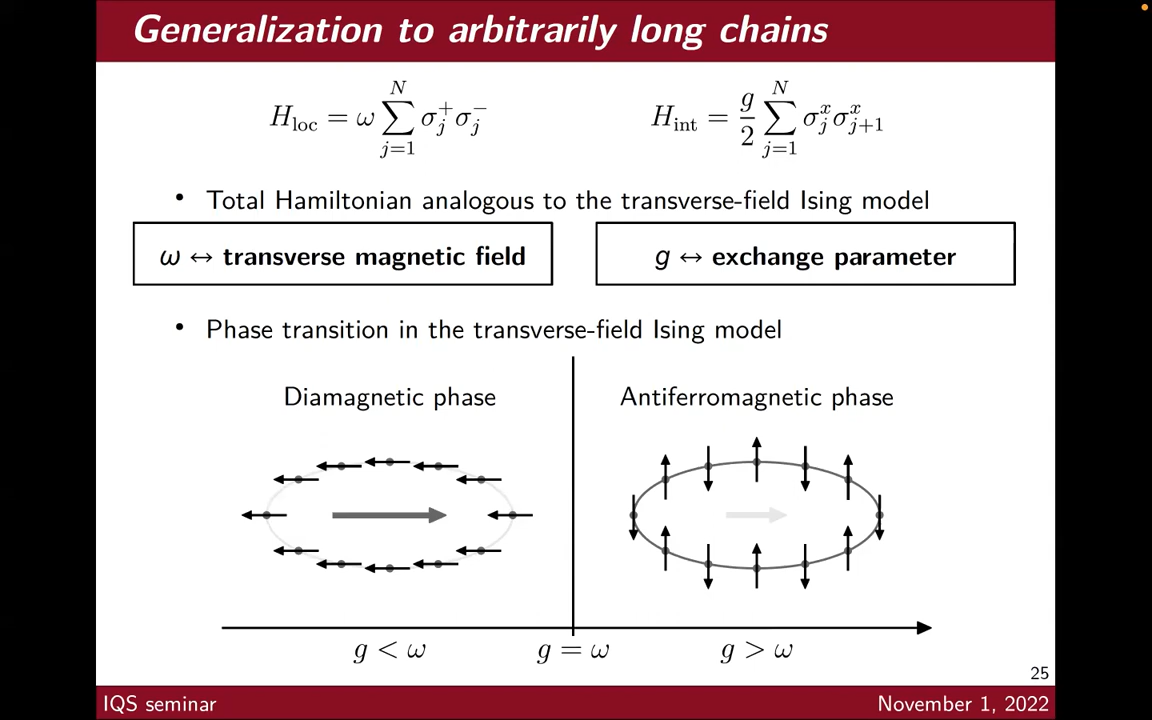 Generalization to arbitrarily long chains
H_loc = ω ∑_{j=1}^{N} σ_j^+ σ_j^-
H_int = g/2 ∑_{j=1}^{N} σ_j^x σ_{j+1}^x
• Total Hamiltonian analogous to the transverse-field Ising model
ω ↔ transverse magnetic field
g ↔ exchange parameter
• Phase transition in the transverse-field Ising model
Diamagnetic phase
Antiferromagnetic phase
g < ω
g = ω
g > ω
25
IQS seminar
November 1, 2022